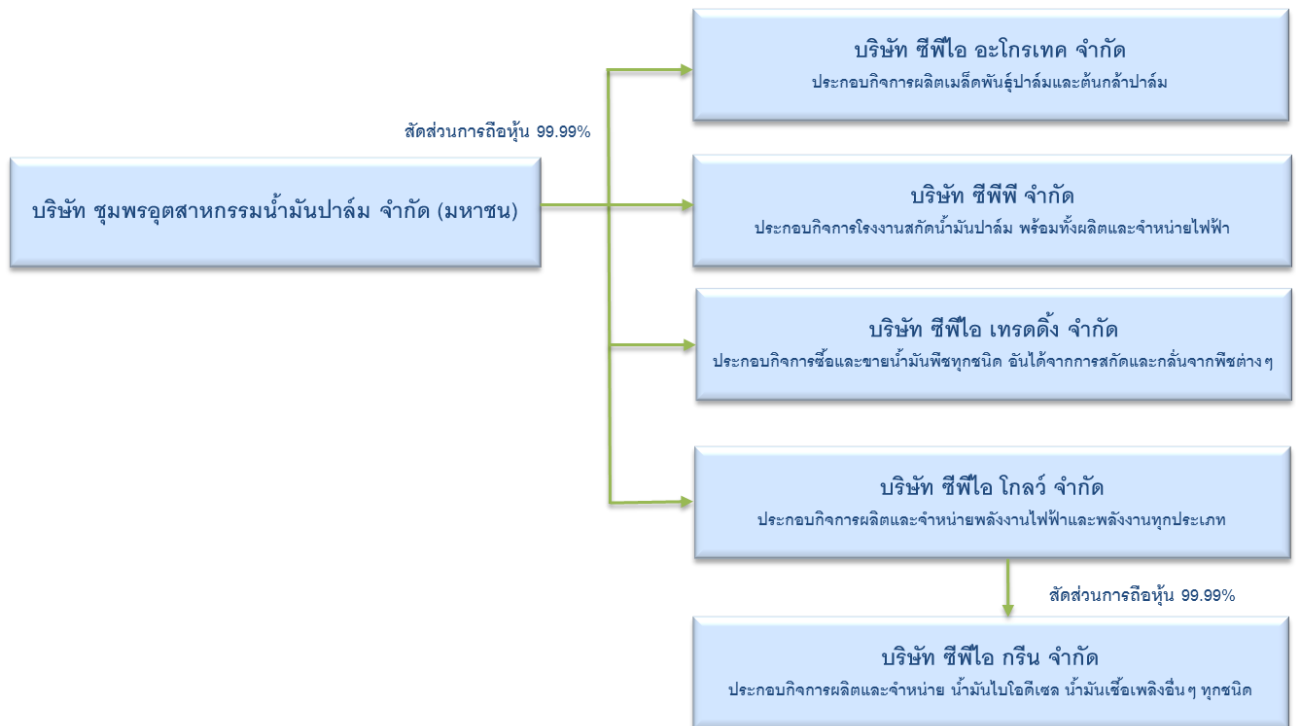 บริษัท ซีพีไอ อะโกรเทค จำกัด
ประกอบกิจการผลิตเมล็ดพันธุ์ปาล์มและต้นกล้าปาล์ม
สัดส่วนการถือหุ้น 99.99%
บริษัท ชุมพรอุตสาหกรรมน้ำมันปาล์ม จำกัด (มหาชน)
บริษัท ซีพีพี จำกัด
ประกอบกิจการโรงงานสกัดน้ำมันปาล์ม พร้อมทั้งผลิตและจำหน่ายไฟฟ้า
บริษัท ซีพีไอ เทรดดิ้ง จำกัด
ประกอบกิจการซื้อและขายน้ำมันพืชทุกชนิด อันได้จากการสกัดและกลั่นจากพืชต่างๆ
บริษัท ซีพีไอ โกลว์ จำกัด
ประกอบกิจการผลิตและจำหน่ายพลังงานไฟฟ้าและพลังงานทุกประเภท
สัดส่วนการถือหุ้น 99.99%
บริษัท ซีพีไอ กรีน จำกัด
ประกอบกิจการผลิตและจำหน่าย น้ำมันไบโอดีเซล น้ำมันเชื้อเพลิงอื่นๆ ทุกชนิด